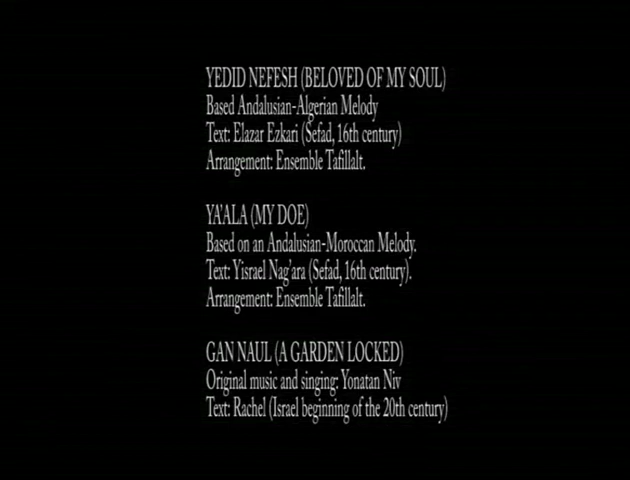 YEDID NEFESH (BELOVED OF MY SOUL)
Based Andalusian-Algerian Melody
Text: Elazar Ezkari (Sefad, 16th century)
Arrangement: Ensemble Tafillalt.
YA'ALA (MY DOE)
Based on an Andalusian-Moroccan Melody.
Text: Yisrael Nag'ara (Sefad, 16th century).
Arrangement: Ensemble Tafillalt.
GAN NAUL (A GARDEN LOCKED)
Original music and singing: Yonatan Niv
Text: Rachel (Israel beginning of the 20th century)